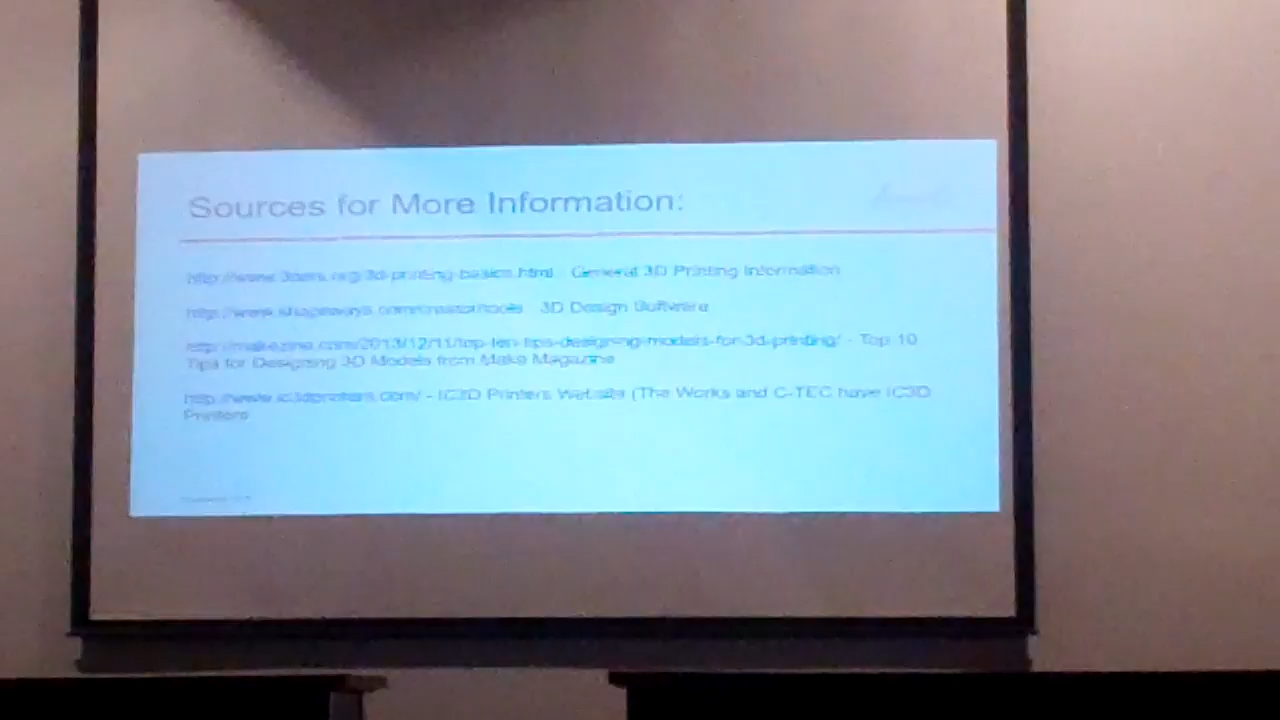 Sources for More Information:
http://www.3ders.org/3d-printing-basics.html - General 3D Printing Information
http://www.shapeways.com/creator/tools - 3D Design Software
http://makezine.com/2013/12/11/top-ten-tips-designing-models-for-3d-printing/ - Top 10
Tips for Designing 3D Models from Make Magazine
http://www.ic3dprinters.com/ - IC3D Printers Website (The Works and C-TEC have IC3D
Printers